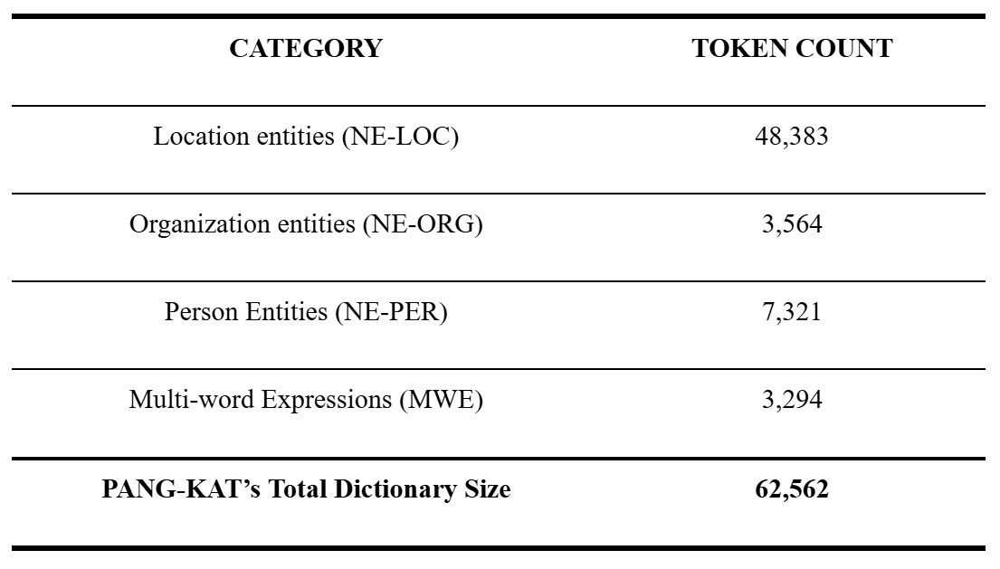 CATEGORY TOKEN COUNT
Location entities (NE-LOC) 48,383
Organization entities (NE-ORG) 3,564
Person Entities (NE-PER) 7,321
Multi-word Expressions (MWE) 3,294
PANG-KAT’s Total Dictionary Size 62,562